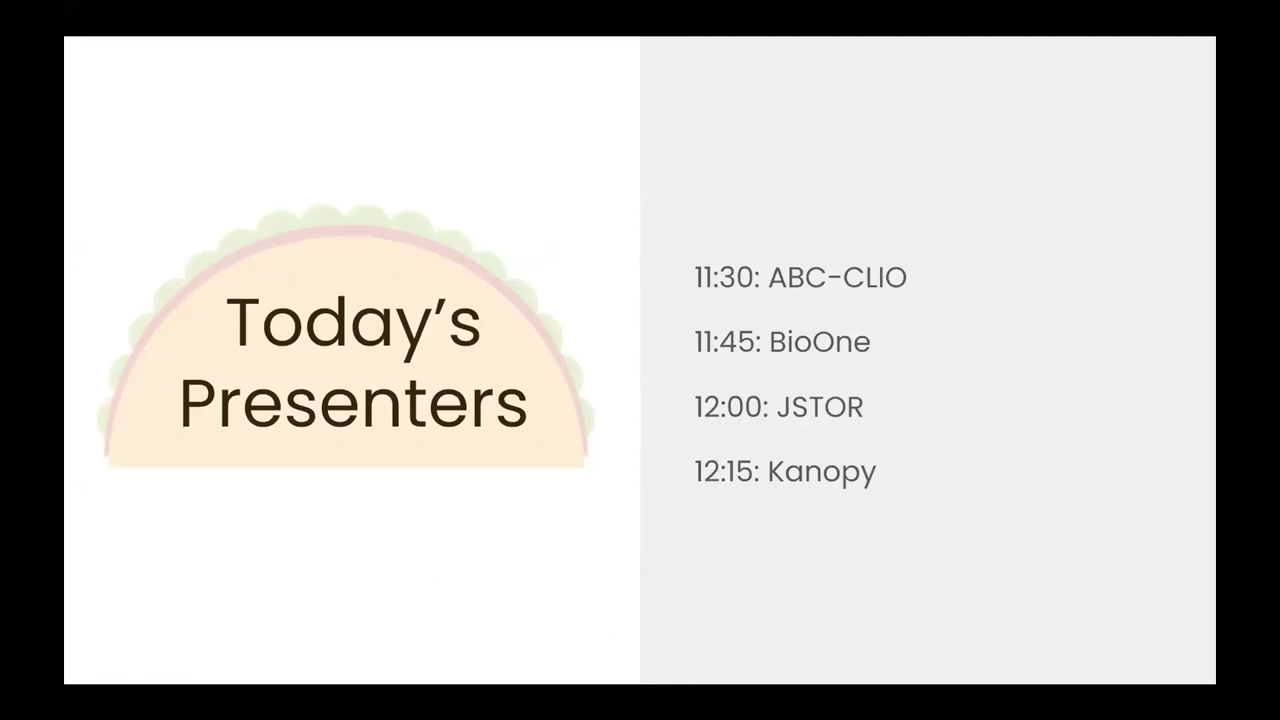 Today’s
Presenters
11:30: ABC-CLIO
11:45: BioOne
12:00: JSTOR
12:15: Kanopy